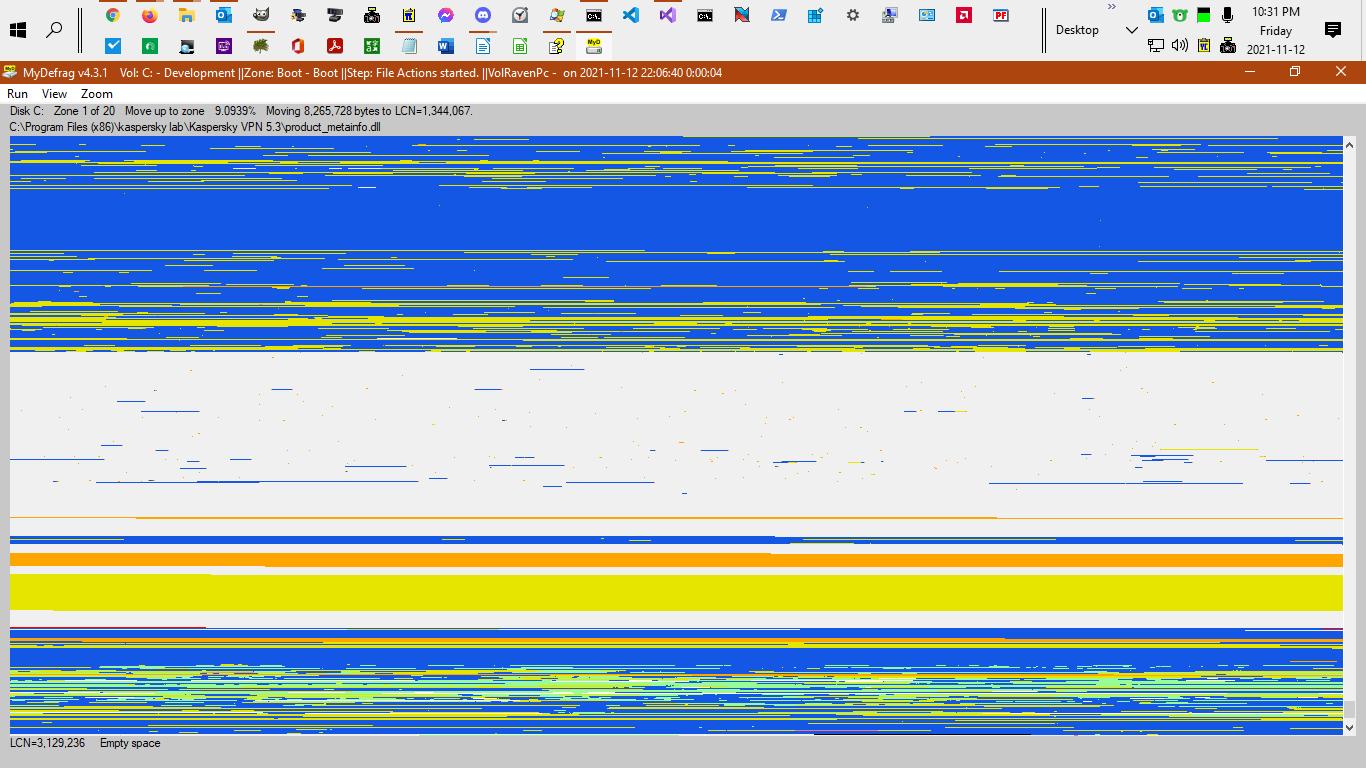 10:31 PM
Friday
2021-11-12
Desktop
MyDefrag v4.3.1 Vol: C: - Development ||Zone: Boot - Boot ||Step: File Actions started. ||VolRavenPc - on 2021-11-12 22:06:40 0:00:04
Run View Zoom
Disk C: Zone 1 of 20 Move up to zone 9.0939% Moving 8,265,728 bytes to LCN=1,344,067.
C:\Program Files (x86)\kaspersky lab\Kaspersky VPN 5.3\product_metainfo.dll
LCN=3,129,236 Empty space